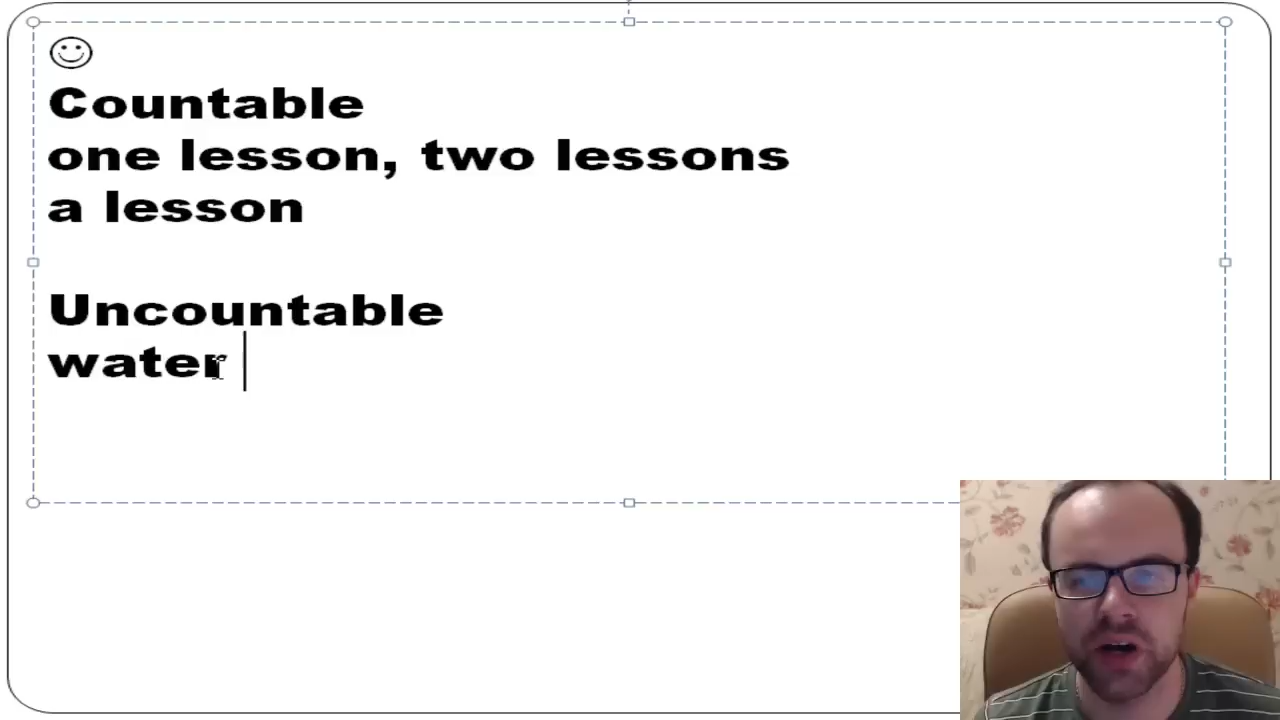 Countable
one lesson, two lessons
a lesson
Uncountable
water